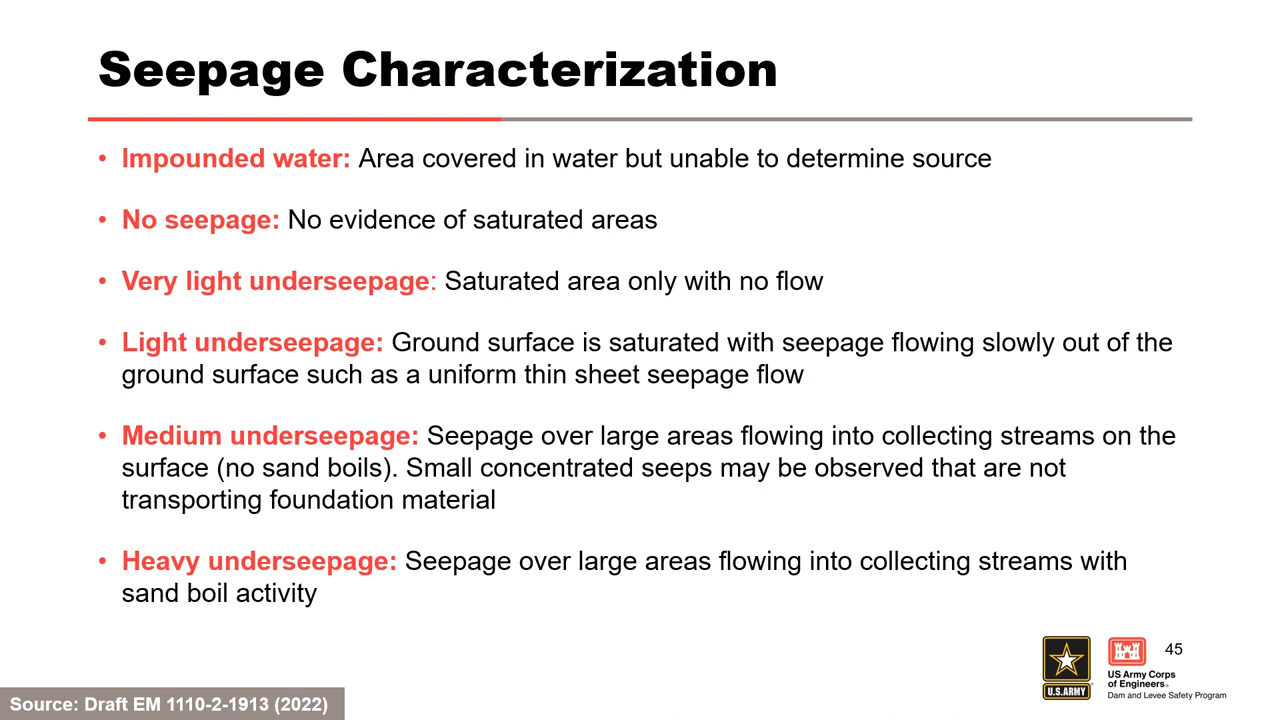 Seepage Characterization
• Impounded water: Area covered in water but unable to determine source
• No seepage: No evidence of saturated areas
• Very light underseepage: Saturated area only with no flow
• Light underseepage: Ground surface is saturated with seepage flowing slowly out of the
ground surface such as a uniform thin sheet seepage flow
• Medium underseepage: Seepage over large areas flowing into collecting streams on the
surface (no sand boils). Small concentrated seeps may be observed that are not
transporting foundation material
• Heavy underseepage: Seepage over large areas flowing into collecting streams with
sand boil activity
45
U.S.ARMY
US Army Corps
of Engineers®
Dam and Levee Safety Program
Source: Draft EM 1110-2-1913 (2022)